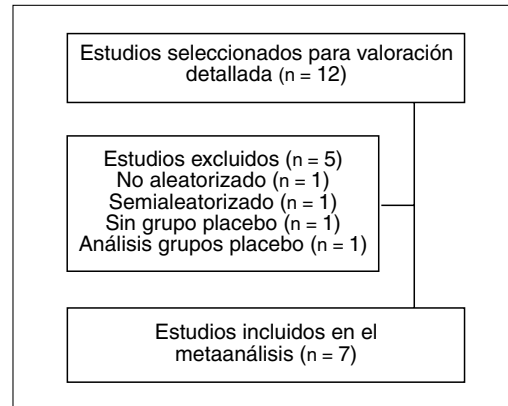 Estudios seleccionados para valoración
detallada (n = 12)
Estudios excluidos (n = 5)
No aleatorizado (n = 1)
Semialeatorizado (n = 1)
Sin grupo placebo (n = 1)
Análisis grupos placebo (n = 1)
Estudios incluidos en el
metaanálisis (n = 7)